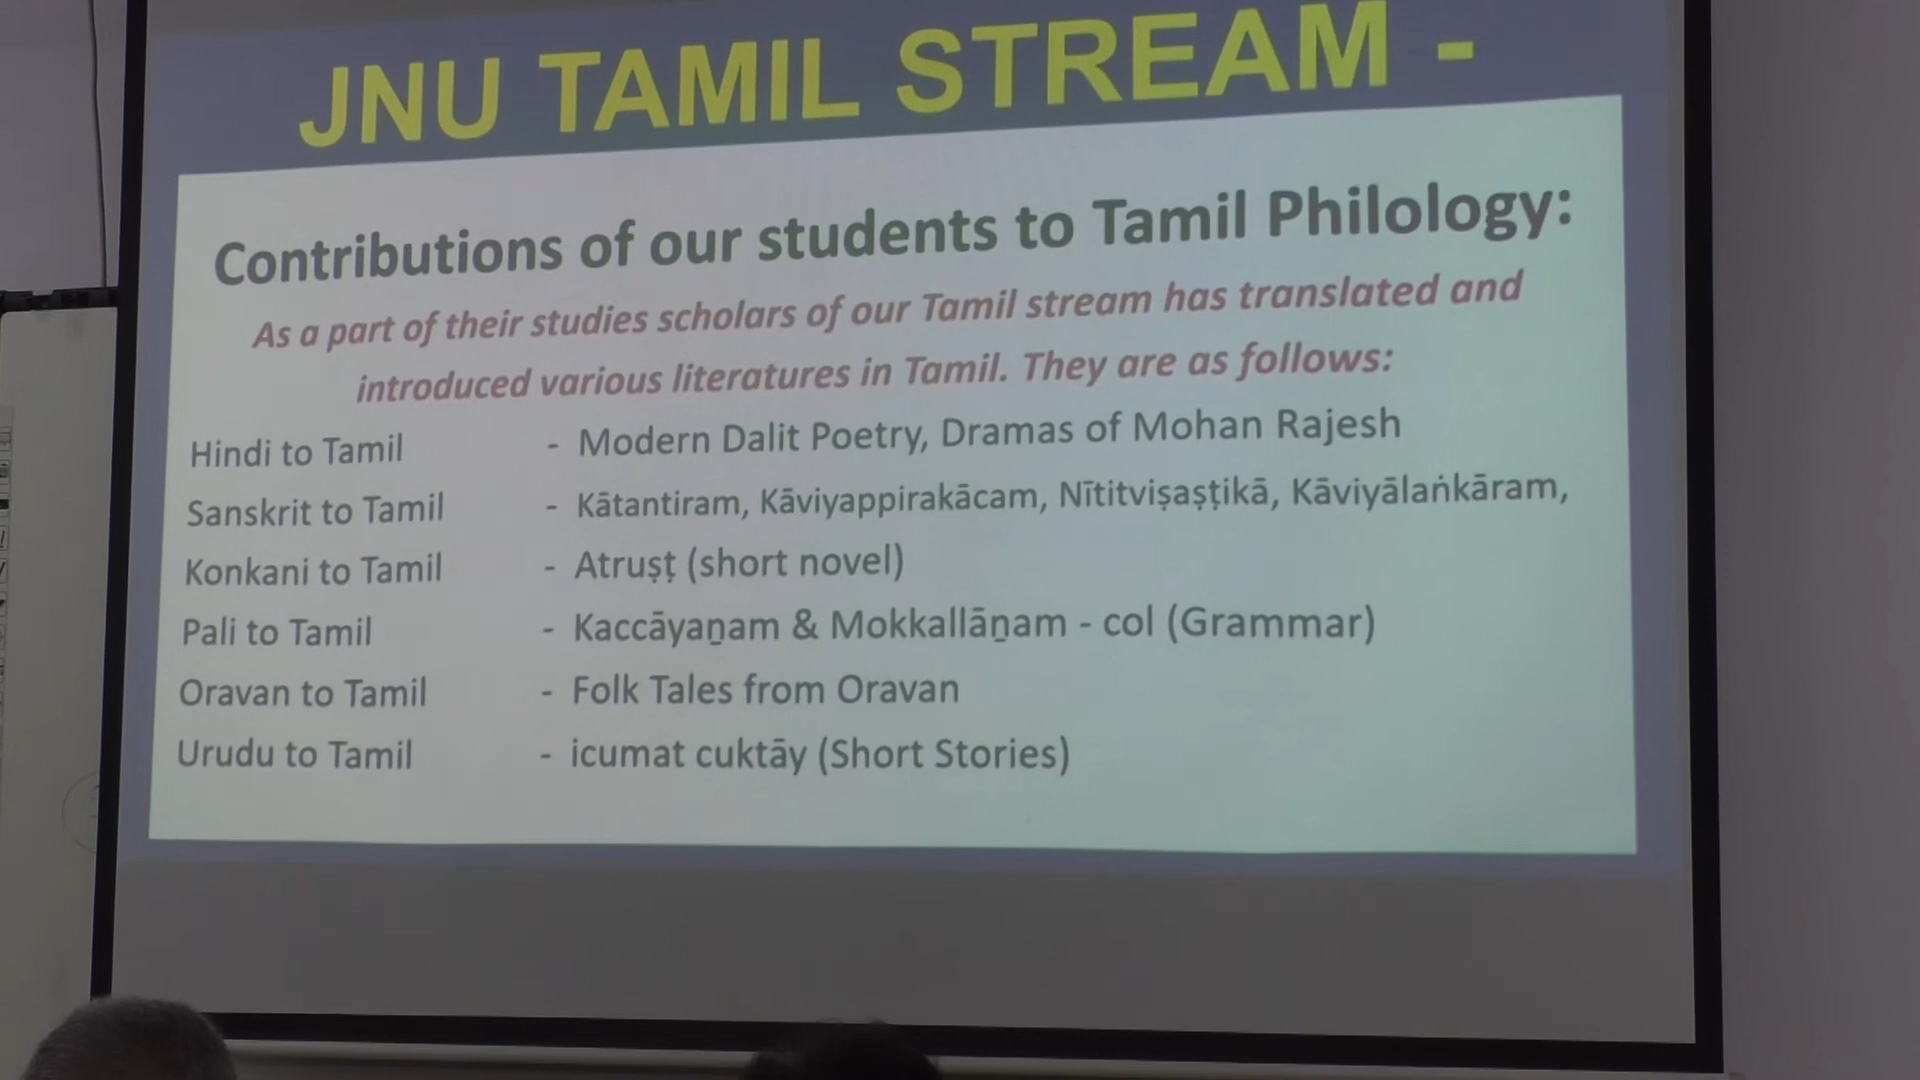 JNU TAMIL STREAM -
Contributions of our students to Tamil Philology:
As a part of their studies scholars of our Tamil stream has translated and
introduced various literatures in Tamil. They are as follows:
Hindi to Tamil - Modern Dalit Poetry, Dramas of Mohan Rajesh
Sanskrit to Tamil - Kātantiram, Kāviyappirakācam, Nītitviṣaṣṭikā, Kāviyālaṅkāram,
Konkani to Tamil - Atruṣṭ (short novel)
Pali to Tamil - Kaccāyaṉam & Mokkallāṉam - col (Grammar)
Oravan to Tamil - Folk Tales from Oravan
Urudu to Tamil - icumat cuktāy (Short Stories)